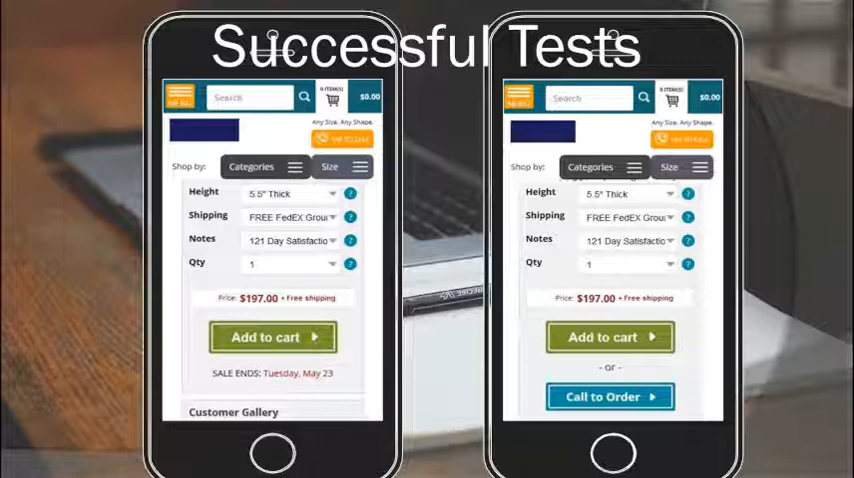 Successful Tests
MENU
Search
0 ITEM(S)
$0.00
Any Size. Any Shape.
Shop by:
Categories
Size
Height
5.5" Thick
?
Shipping
FREE FedEX Grou
?
Notes
121 Day Satisfactio
?
Qty
1
?
Price: $197.00 + Free shipping
Add to cart
SALE ENDS: Tuesday, May 23
Customer Gallery
MENU
Search
0 ITEM(S)
$0.00
Any Size. Any Shape.
Shop by:
Categories
Size
Height
5.5" Thick
?
Shipping
FREE FedEX Grou
?
Notes
121 Day Satisfactio
?
Qty
1
?
Price: $197.00 + Free shipping
Add to cart
- or -
Call to Order